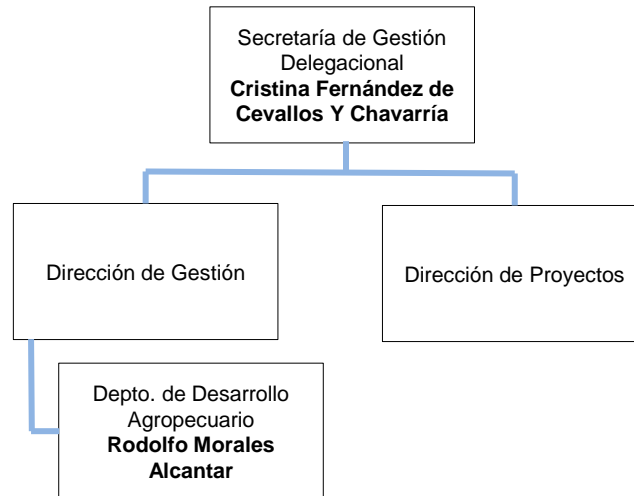 Secretaría de Gestión
Delegacional
Cristina Fernández de
Cevallos Y Chavarría
Dirección de Gestión
Dirección de Proyectos
Depto. de Desarrollo
Agropecuario
Rodolfo Morales
Alcantar